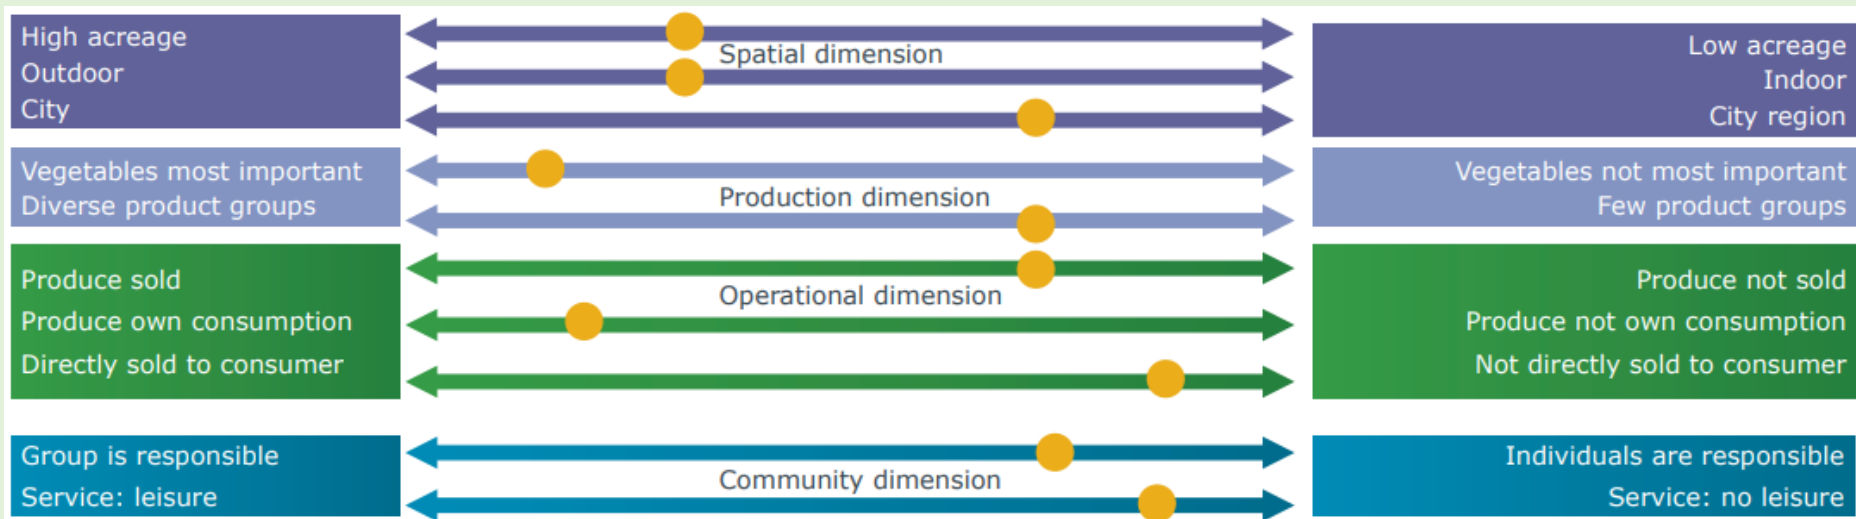 High acreage
Outdoor
City
Spatial dimension
Low acreage
Indoor
City region
Vegetables most important
Diverse product groups
Production dimension
Vegetables not most important
Few product groups
Produce sold
Produce own consumption
Directly sold to consumer
Operational dimension
Produce not sold
Produce not own consumption
Not directly sold to consumer
Group is responsible
Service: leisure
Community dimension
Individuals are responsible
Service: no leisure